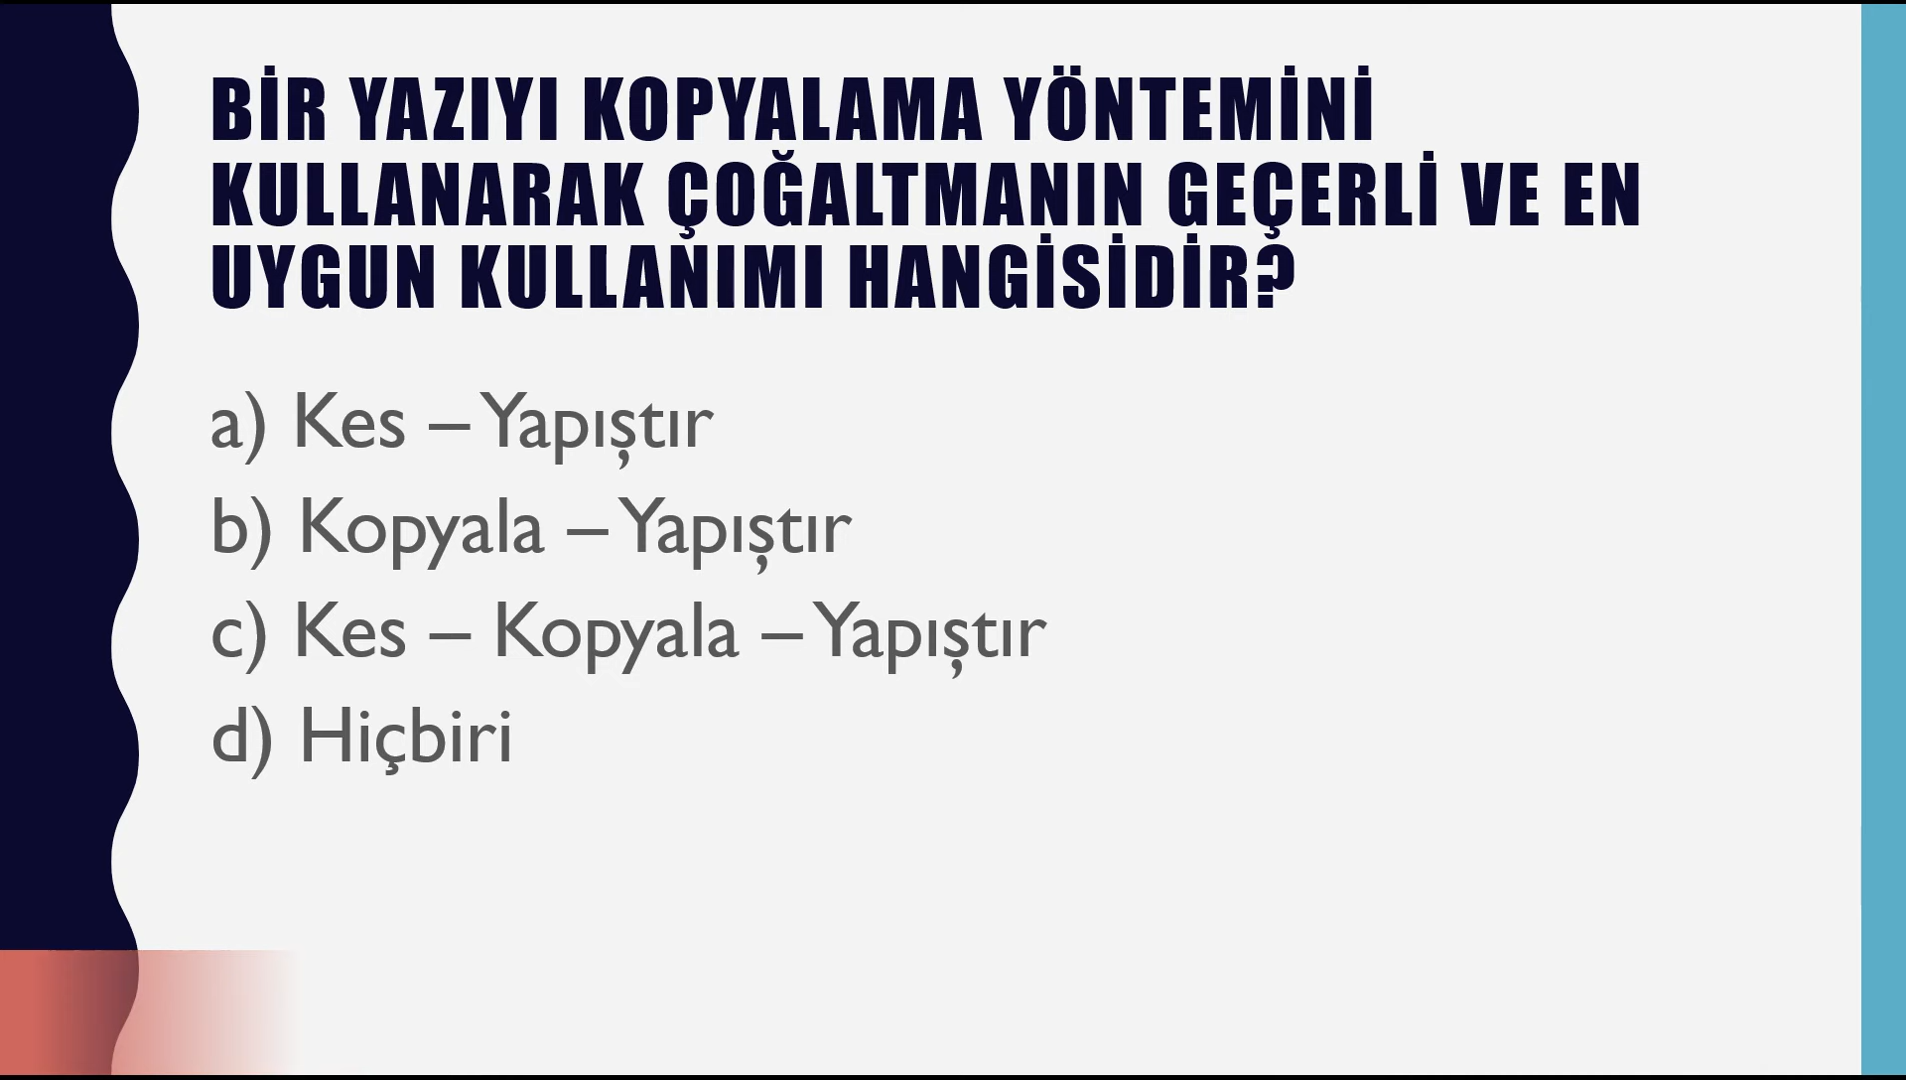 BİR YAZIYI KOPYALAMA YÖNTEMİNİ
KULLANARAK ÇOĞALTMANIN GEÇERLİ VE EN
UYGUN KULLANIMI HANGİSİDİR?
a) Kes – Yapıştır
b) Kopyala – Yapıştır
c) Kes – Kopyala – Yapıştır
d) Hiçbiri